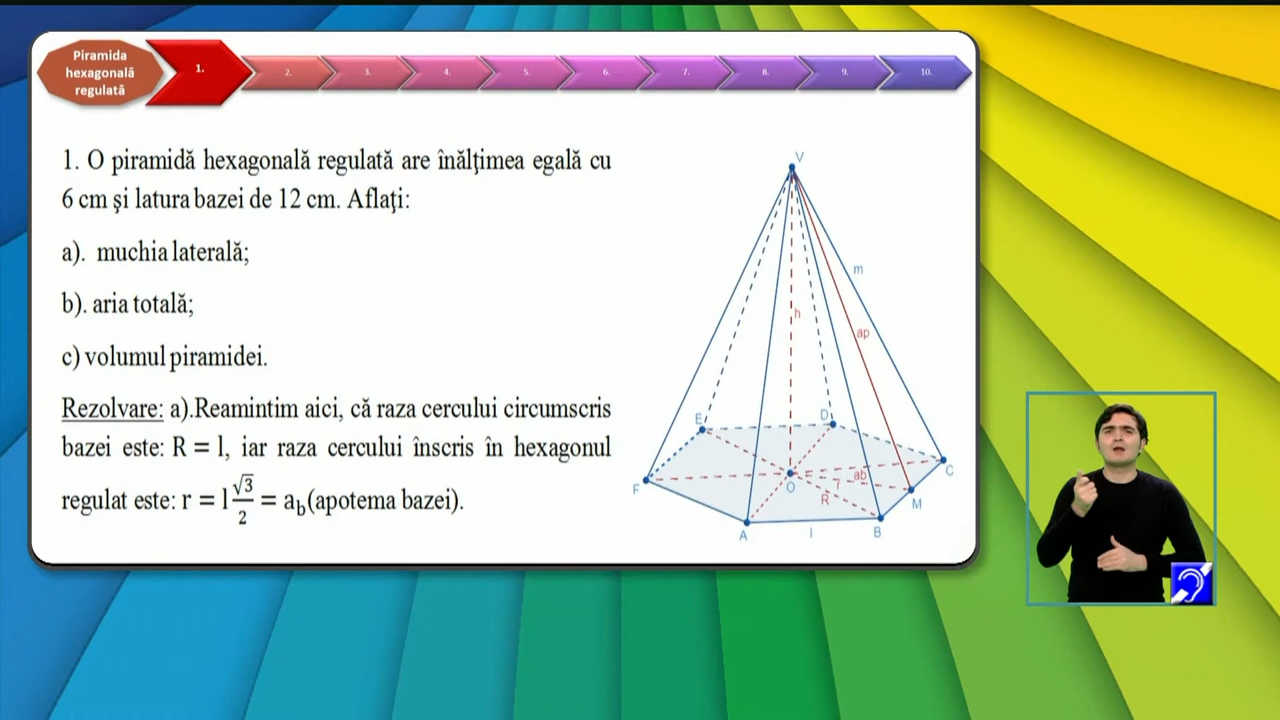 Piramida
hexagonală
regulată
1.
2.
3.
4.
5.
6.
7.
8.
9.
10.
1. O piramidă hexagonală regulată are înălţimea egală cu
6 cm şi latura bazei de 12 cm. Aflaţi:
a). muchia laterală;
b). aria totală;
c) volumul piramidei.
Rezolvare: a).Reamintim aici, că raza cercului circumscris
bazei este: R = l, iar raza cercului înscris în hexagonul
regulat este: r = l √3/2 = a_b(apotema bazei).
V
m
h
ap
E
D
C
ab
F
O
r
R
M
A
l
B